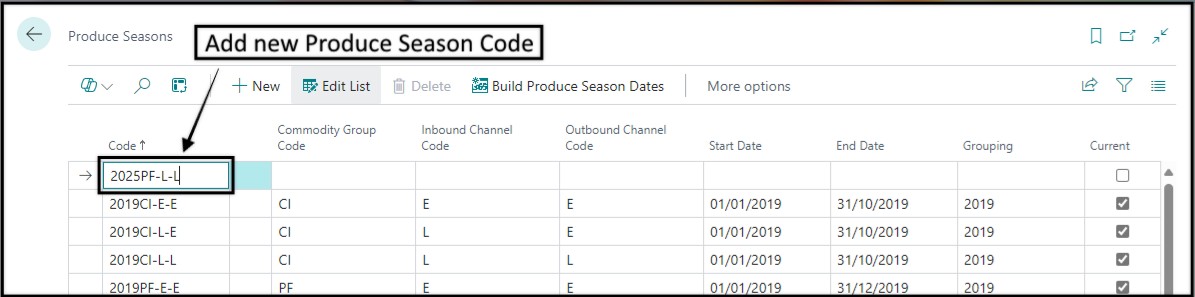 Produce Seasons
Add new Produce Season Code
+ New Edit List Delete 365 Build Produce Season Dates More options
Code ↑ Commodity Group Code Inbound Channel Code Outbound Channel Code Start Date End Date Grouping Current
→ 2025PF-L-L
2019CI-E-E CI E E 01/01/2019 31/10/2019 2019
2019CI-L-E CI L E 01/01/2019 31/10/2019 2019
2019CI-L-L CI L L 01/01/2019 31/10/2019 2019
2019PF-E-E PF E E 01/01/2019 31/12/2019 2019